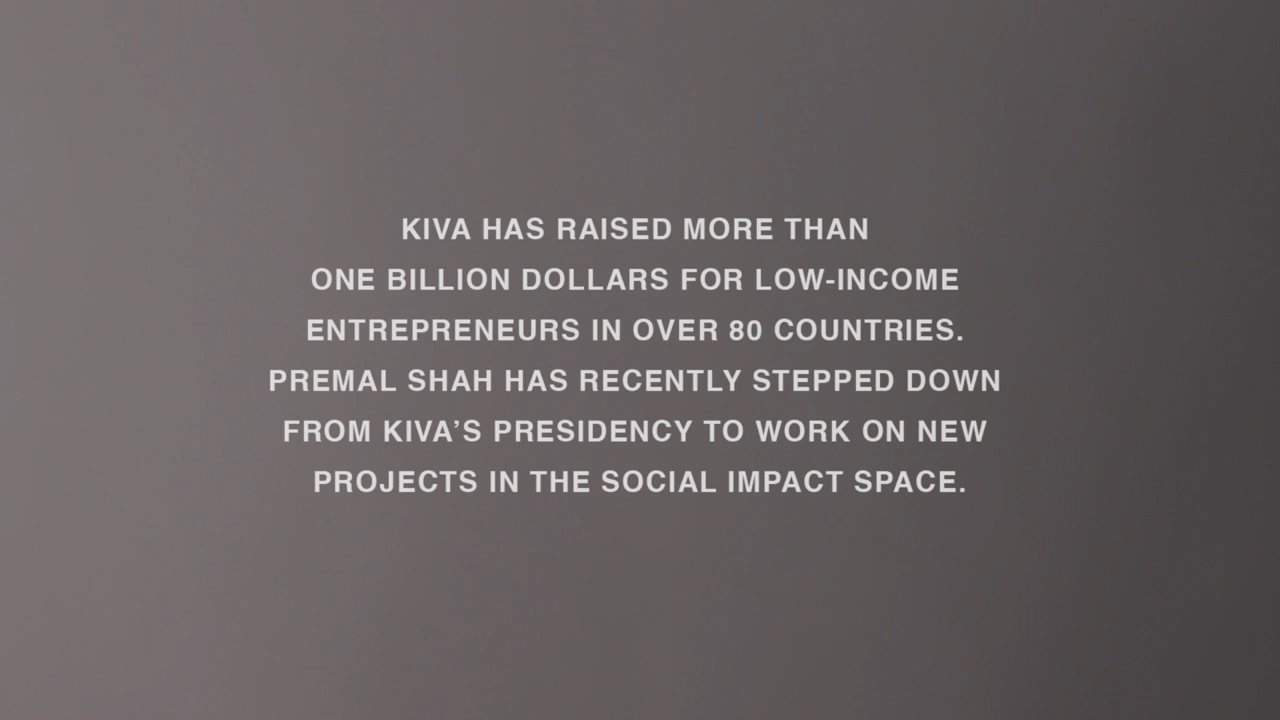 KIVA HAS RAISED MORE THAN
ONE BILLION DOLLARS FOR LOW-INCOME
ENTREPRENEURS IN OVER 80 COUNTRIES.
PREMAL SHAH HAS RECENTLY STEPPED DOWN
FROM KIVA’S PRESIDENCY TO WORK ON NEW
PROJECTS IN THE SOCIAL IMPACT SPACE.